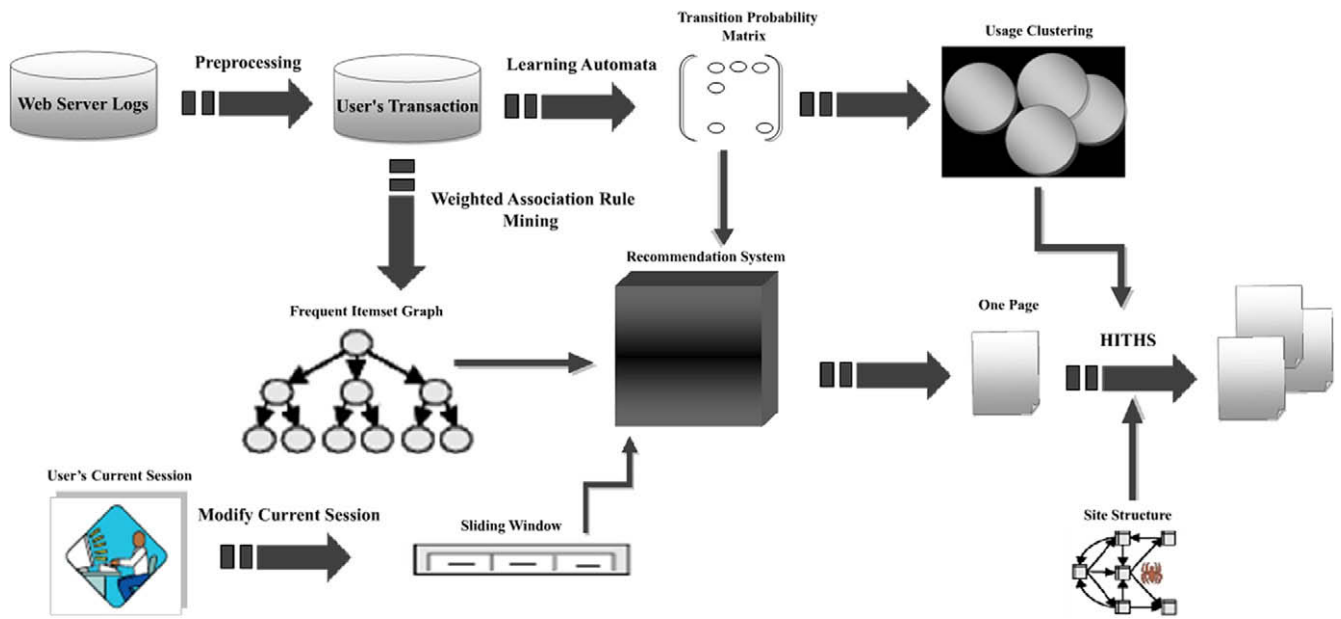 Transition Probability
Matrix
Usage Clustering
Preprocessing
Learning Automata
Web Server Logs
User's Transaction
Weighted Association Rule
Mining
Recommendation System
Frequent Itemset Graph
One Page
HITHS
User's Current Session
Modify Current Session
Sliding Window
Site Structure